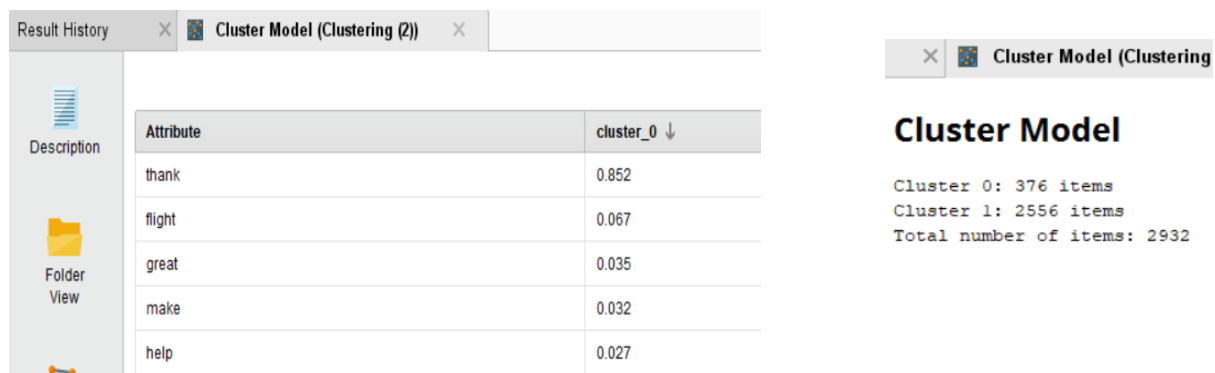 Result History
Cluster Model (Clustering (2))
Description
Folder
View
Attribute cluster_0 ↓
thank 0.852
flight 0.067
great 0.035
make 0.032
help 0.027
Cluster Model (Clustering
Cluster Model
Cluster 0: 376 items
Cluster 1: 2556 items
Total number of items: 2932